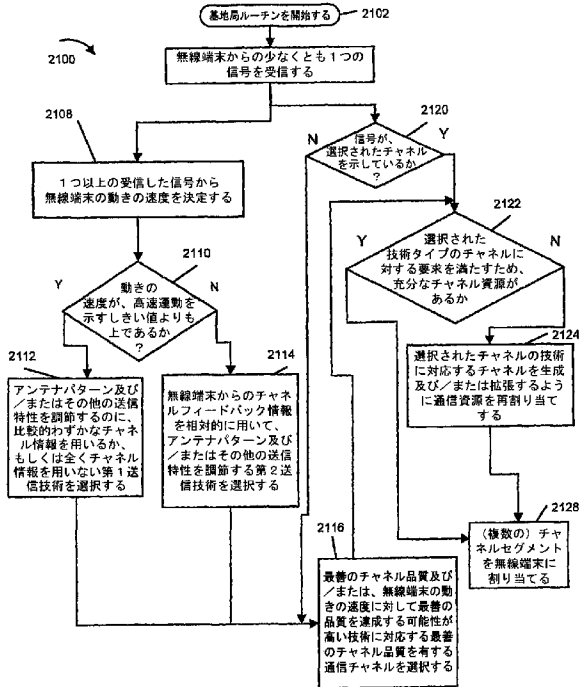 基地局ルーチンを開始する
2102
2100
無線端末からの少なくとも1つの
信号を受信する
2108
1つ以上の受信した信号から
無線端末の動きの速度を決定する
2120
N
信号が、
Y
選択されたチャネル
を示しているか
?
2122
Y
選択された
N
技術タイプのチャネルに
対する要求を満たすため、
充分なチャネル資源が
あるか
2110
動きの
Y
速度が、高速運動を
N
示すしきい値よりも
上であるか
?
2112
アンテナパターン及び
/またはその他の送信
特性を調節するのに、
比較的わずかなチャネ
ル情報を用いるか、
もしくは全くチャネル
情報を用いない第1送
信技術を選択する
2114
無線端末からのチャネ
ルフィードバック情報
を相対的に用いて、
アンテナパターン及び
/またはその他の送信
特性を調節する第2送
信技術を選択する
2124
選択されたチャネルの技術
に対応するチャネルを生成
及び/または拡張するよう
に通信資源を再割り当て
する
2128
(複数の)チャ
ネルセグメント
を無線端末に
割り当てる
2116
最善のチャネル品質及び
/または、無線端末の動
きの速度に対して最善の
品質を達成する可能性が
高い技術に対応する最善
のチャネル品質を有する
通信チャネルを選択する